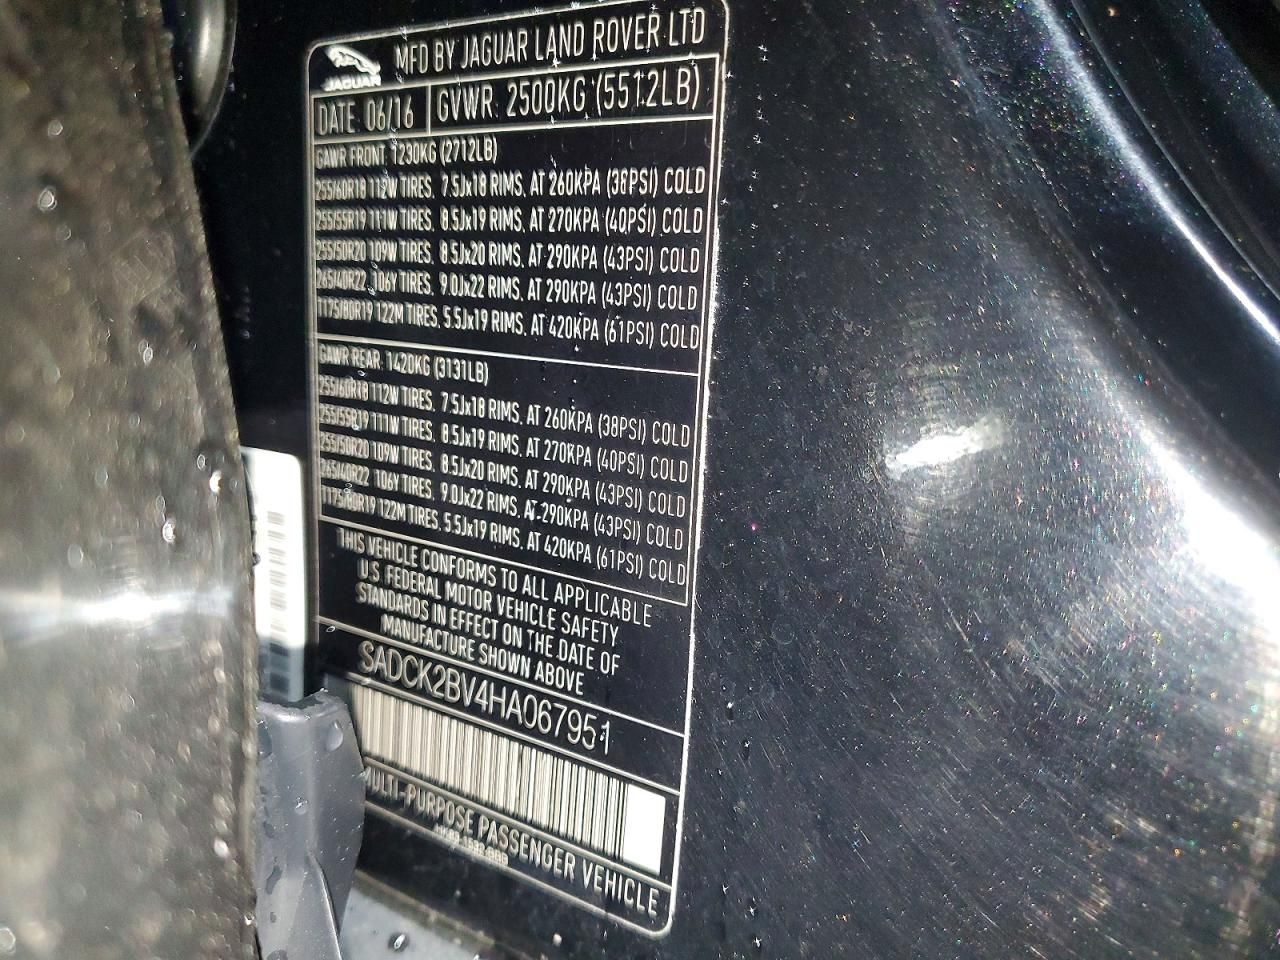 JAGUAR
MFD BY JAGUAR LAND ROVER LTD
DATE: 06/16 GVWR: 2500KG (5512LB)
GAWR FRONT: 1230KG (2712LB)
255/60R18 112W TIRES, 7.5Jx18 RIMS, AT 260KPA (38PSI) COLD
255/55R19 111W TIRES, 8.5Jx19 RIMS, AT 270KPA (40PSI) COLD
255/50R20 109W TIRES, 8.5Jx20 RIMS, AT 290KPA (43PSI) COLD
265/40R22 106Y TIRES, 9.0Jx22 RIMS, AT 290KPA (43PSI) COLD
T175/80R19 122M TIRES, 5.5Jx19 RIMS, AT 420KPA (61PSI) COLD
GAWR REAR: 1420KG (3131LB)
255/60R18 112W TIRES, 7.5Jx18 RIMS, AT 260KPA (38PSI) COLD
255/55R19 111W TIRES, 8.5Jx19 RIMS, AT 270KPA (40PSI) COLD
255/50R20 109W TIRES, 8.5Jx20 RIMS, AT 290KPA (43PSI) COLD
265/40R22 106Y TIRES, 9.0Jx22 RIMS, AT 290KPA (43PSI) COLD
T175/80R19 122M TIRES, 5.5Jx19 RIMS, AT 420KPA (61PSI) COLD
THIS VEHICLE CONFORMS TO ALL APPLICABLE
U.S. FEDERAL MOTOR VEHICLE SAFETY
STANDARDS IN EFFECT ON THE DATE OF
MANUFACTURE SHOWN ABOVE
SADCK2BV4HA067951
MULTI-PURPOSE PASSENGER VEHICLE